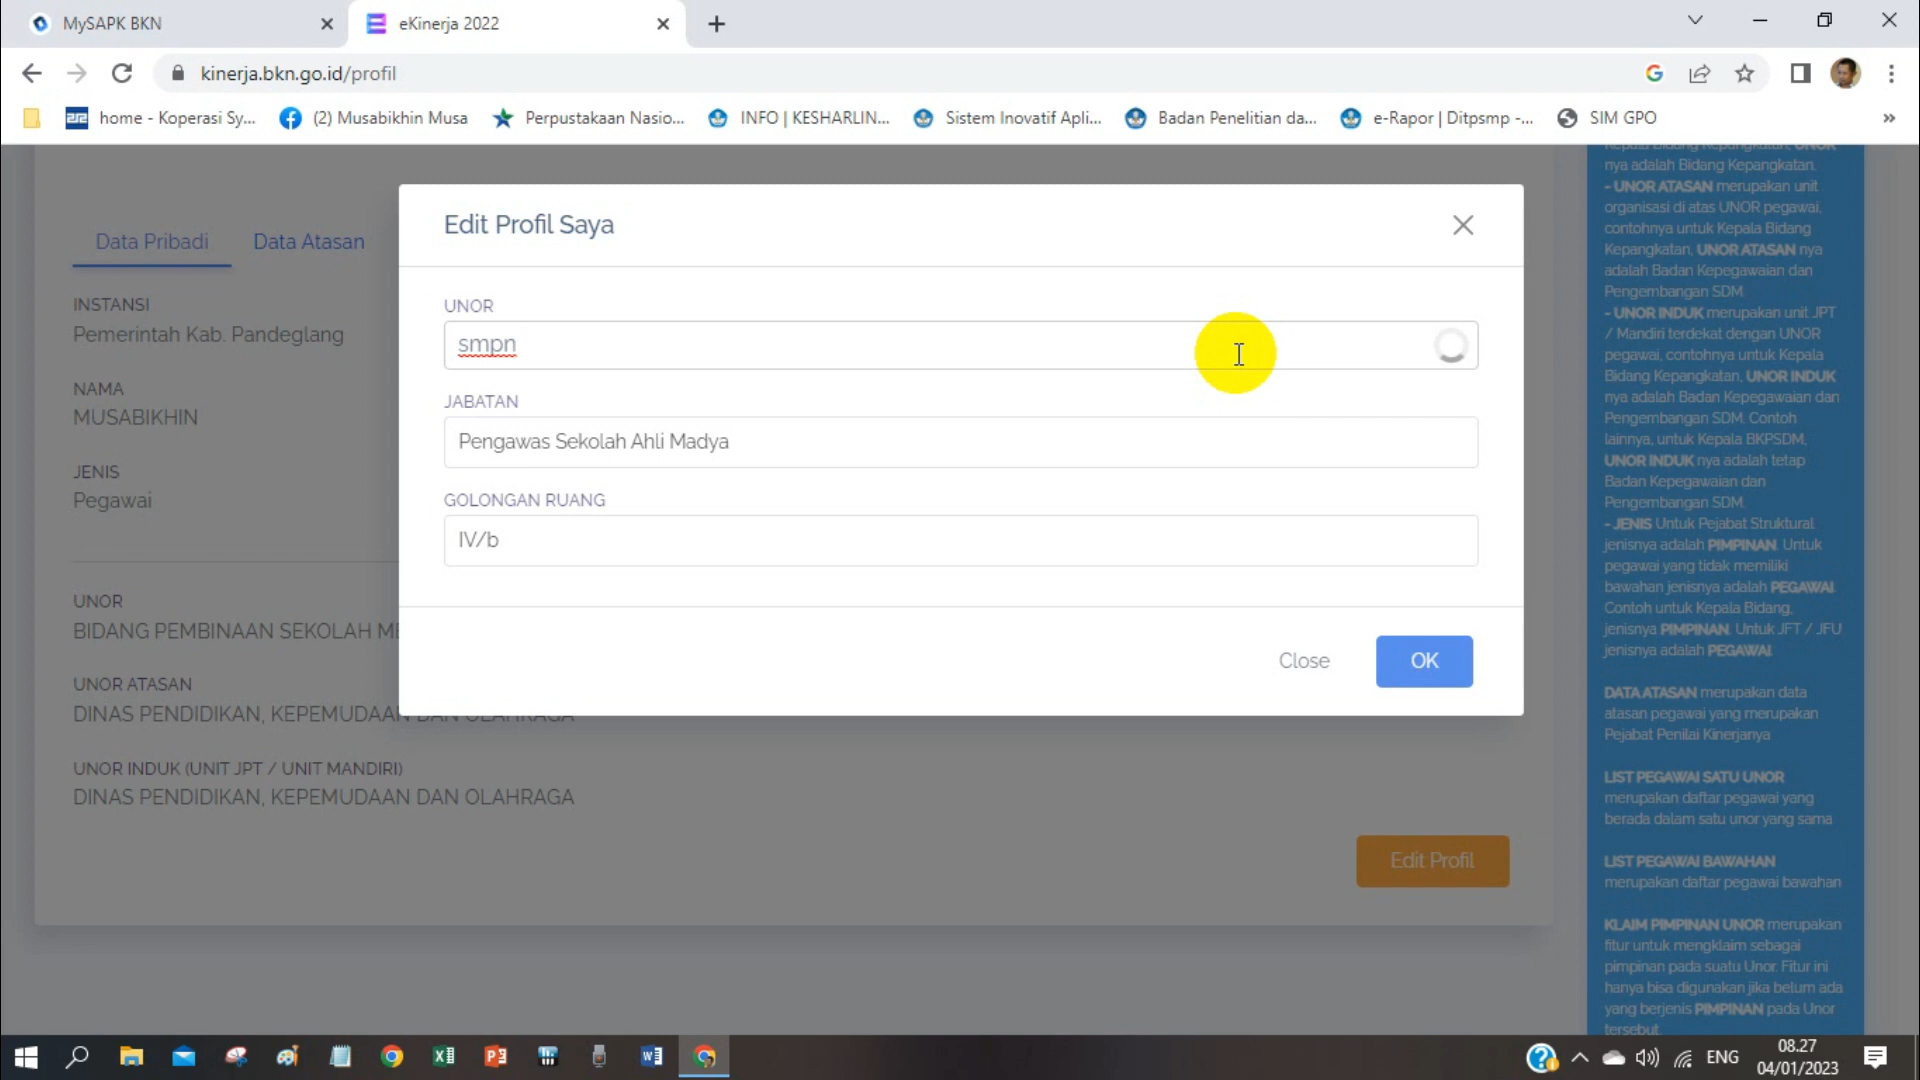 MySAPK BKN
eKinerja 2022
kinerja.bkn.go.id/profil
home - Koperasi Sy...
(2) Musabikhin Musa
Perpustakaan Nasio...
INFO | KESHARLIN...
Sistem Inovatif Apli...
Badan Penelitian da...
e-Rapor | Ditpsmp -...
SIM GPO
»
Data Pribadi
Data Atasan
INSTANSI
Pemerintah Kab. Pandeglang
NAMA
MUSABIKHIN
JENIS
Pegawai
UNOR
BIDANG PEMBINAAN SEKOLAH ME
UNOR ATASAN
DINAS PENDIDIKAN, KEPEMUDAAN DAN OLAHRAGA
UNOR INDUK (UNIT JPT / UNIT MANDIRI)
DINAS PENDIDIKAN, KEPEMUDAAN DAN OLAHRAGA
Edit Profil
Edit Profil Saya
UNOR
smpn
JABATAN
Pengawas Sekolah Ahli Madya
GOLONGAN RUANG
IV/b
Close
OK
Kepala Bidang Kepangkatan, UNOR
nya adalah Bidang Kepangkatan.
- UNOR ATASAN merupakan unit
organisasi di atas UNOR pegawai,
contohnya untuk Kepala Bidang
Kepangkatan, UNOR ATASAN nya
adalah Badan Kepegawaian dan
Pengembangan SDM.
- UNOR INDUK merupakan unit JPT
/ Mandiri terdekat dengan UNOR
pegawai, contohnya untuk Kepala
Bidang Kepangkatan, UNOR INDUK
nya adalah Badan Kepegawaian dan
Pengembangan SDM. Contoh
lainnya, untuk Kepala BKPSDM,
UNOR INDUK nya adalah tetap
Badan Kepegawaian dan
Pengembangan SDM.
- JENIS Untuk Pejabat Struktural
jenisnya adalah PIMPINAN. Untuk
pegawai yang tidak memiliki
bawahan jenisnya adalah PEGAWAI.
Contoh untuk Kepala Bidang,
jenisnya PIMPINAN. Untuk JFT / JFU
jenisnya adalah PEGAWAI.
DATA ATASAN merupakan data
atasan pegawai yang merupakan
Pejabat Penilai Kinerjanya
LIST PEGAWAI SATU UNOR
merupakan daftar pegawai yang
berada dalam satu unor yang sama
LIST PEGAWAI BAWAHAN
merupakan daftar pegawai bawahan
KLAIM PIMPINAN UNOR merupakan
fitur untuk mengklaim sebagai
pimpinan pada suatu Unor. Fitur ini
hanya bisa digunakan jika belum ada
yang berjenis PIMPINAN pada Unor
tersebut.
ENG
08.27
04/01/2023